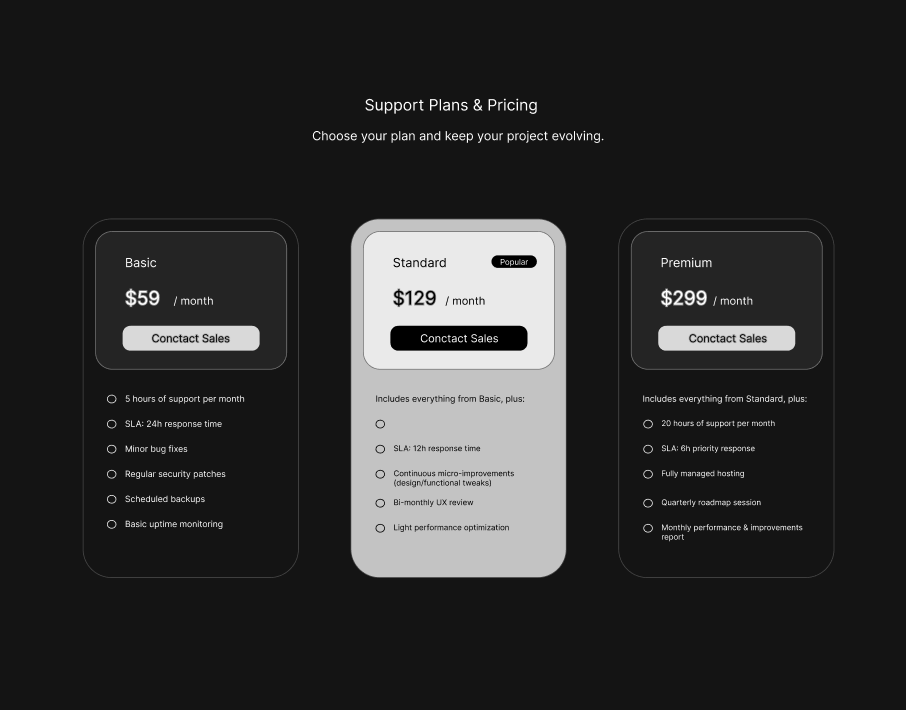 Support Plans & Pricing
Choose your plan and keep your project evolving.
Basic
$59 / month
Conctact Sales
5 hours of support per month
SLA: 24h response time
Minor bug fixes
Regular security patches
Scheduled backups
Basic uptime monitoring
Standard
Popular
$129 / month
Conctact Sales
Includes everything from Basic, plus:
SLA: 12h response time
Continuous micro-improvements
(design/functional tweaks)
Bi-monthly UX review
Light performance optimization
Premium
$299 / month
Conctact Sales
Includes everything from Standard, plus:
20 hours of support per month
SLA: 6h priority response
Fully managed hosting
Quarterly roadmap session
Monthly performance & improvements
report